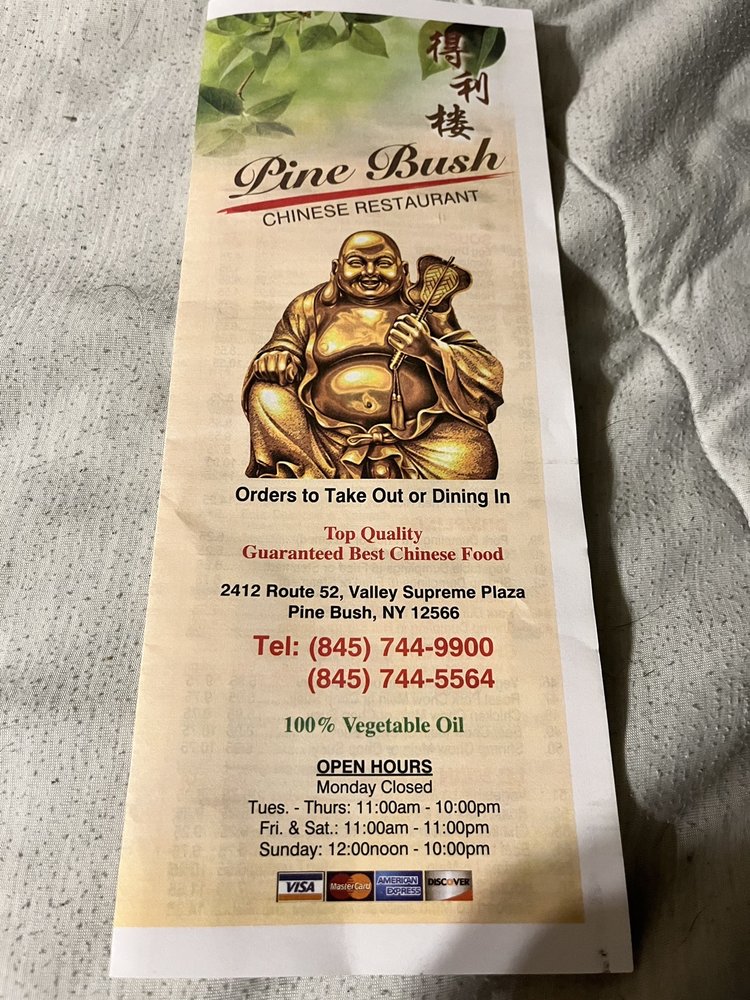 得利楼
Pine Bush
CHINESE RESTAURANT
Orders to Take Out or Dining In
Top Quality
Guaranteed Best Chinese Food
2412 Route 52, Valley Supreme Plaza
Pine Bush, NY 12566
Tel: (845) 744-9900
(845) 744-5564
100% Vegetable Oil
OPEN HOURS
Monday Closed
Tues. - Thurs: 11:00am - 10:00pm
Fri. & Sat.: 11:00am - 11:00pm
Sunday: 12:00noon - 10:00pm
VISA MasterCard AMERICAN EXPRESS DISCOVER